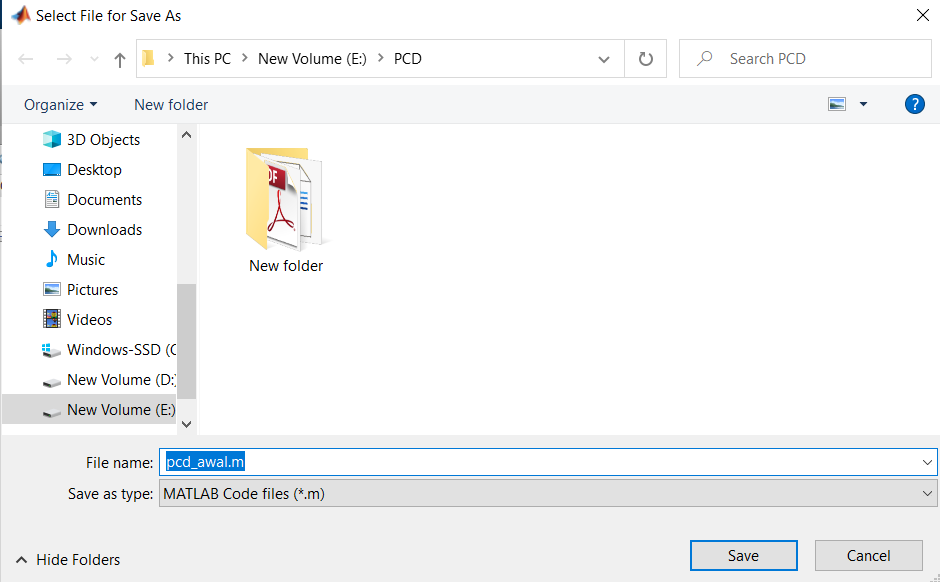 Select File for Save As
This PC > New Volume (E:) > PCD
Search PCD
Organize
New folder
?
3D Objects
Desktop
Documents
Downloads
Music
Pictures
Videos
Windows-SSD (C
New Volume (D:)
New Volume (E:)
DF
New folder
File name: pcd_awal.m
Save as type: MATLAB Code files (*.m)
Hide Folders
Save
Cancel